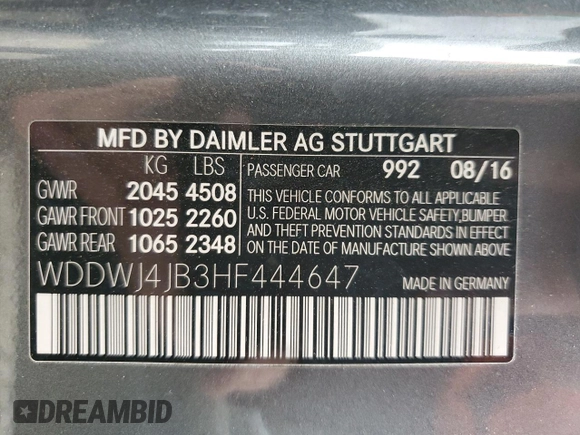 MFD BY DAIMLER AG STUTTGART
KG LBS PASSENGER CAR 992 08/16
GVWR 2045 4508
GAWR FRONT 1025 2260
GAWR REAR 1065 2348
THIS VEHICLE CONFORMS TO ALL APPLICABLE
U.S. FEDERAL MOTOR VEHICLE SAFETY, BUMPER
AND THEFT PREVENTION STANDARDS IN EFFECT
ON THE DATE OF MANUFACTURE SHOWN ABOVE.
WDDWJ4JB3HF444647 MADE IN GERMANY
DREAMBID